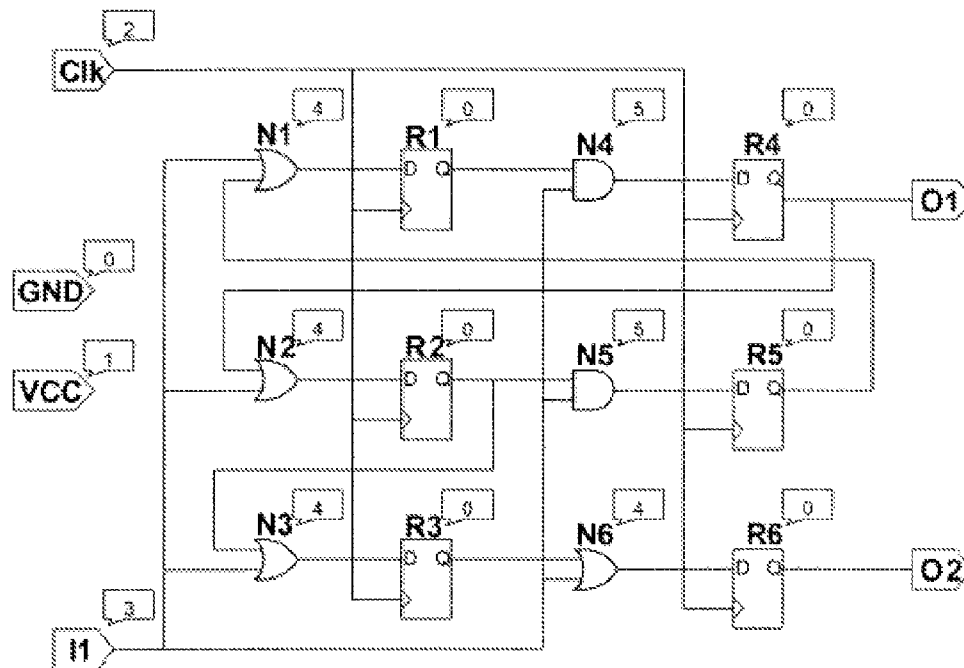 2
Clk
4 0 5 0
N1 R1 N4 R4
D Q D Q
O1
0
GND
4 0 5 0
N2 R2 N5 R5
1
VCC
D Q D Q
4 0 4 0
N3 R3 N6 R6
D Q D Q
O2
3
I1